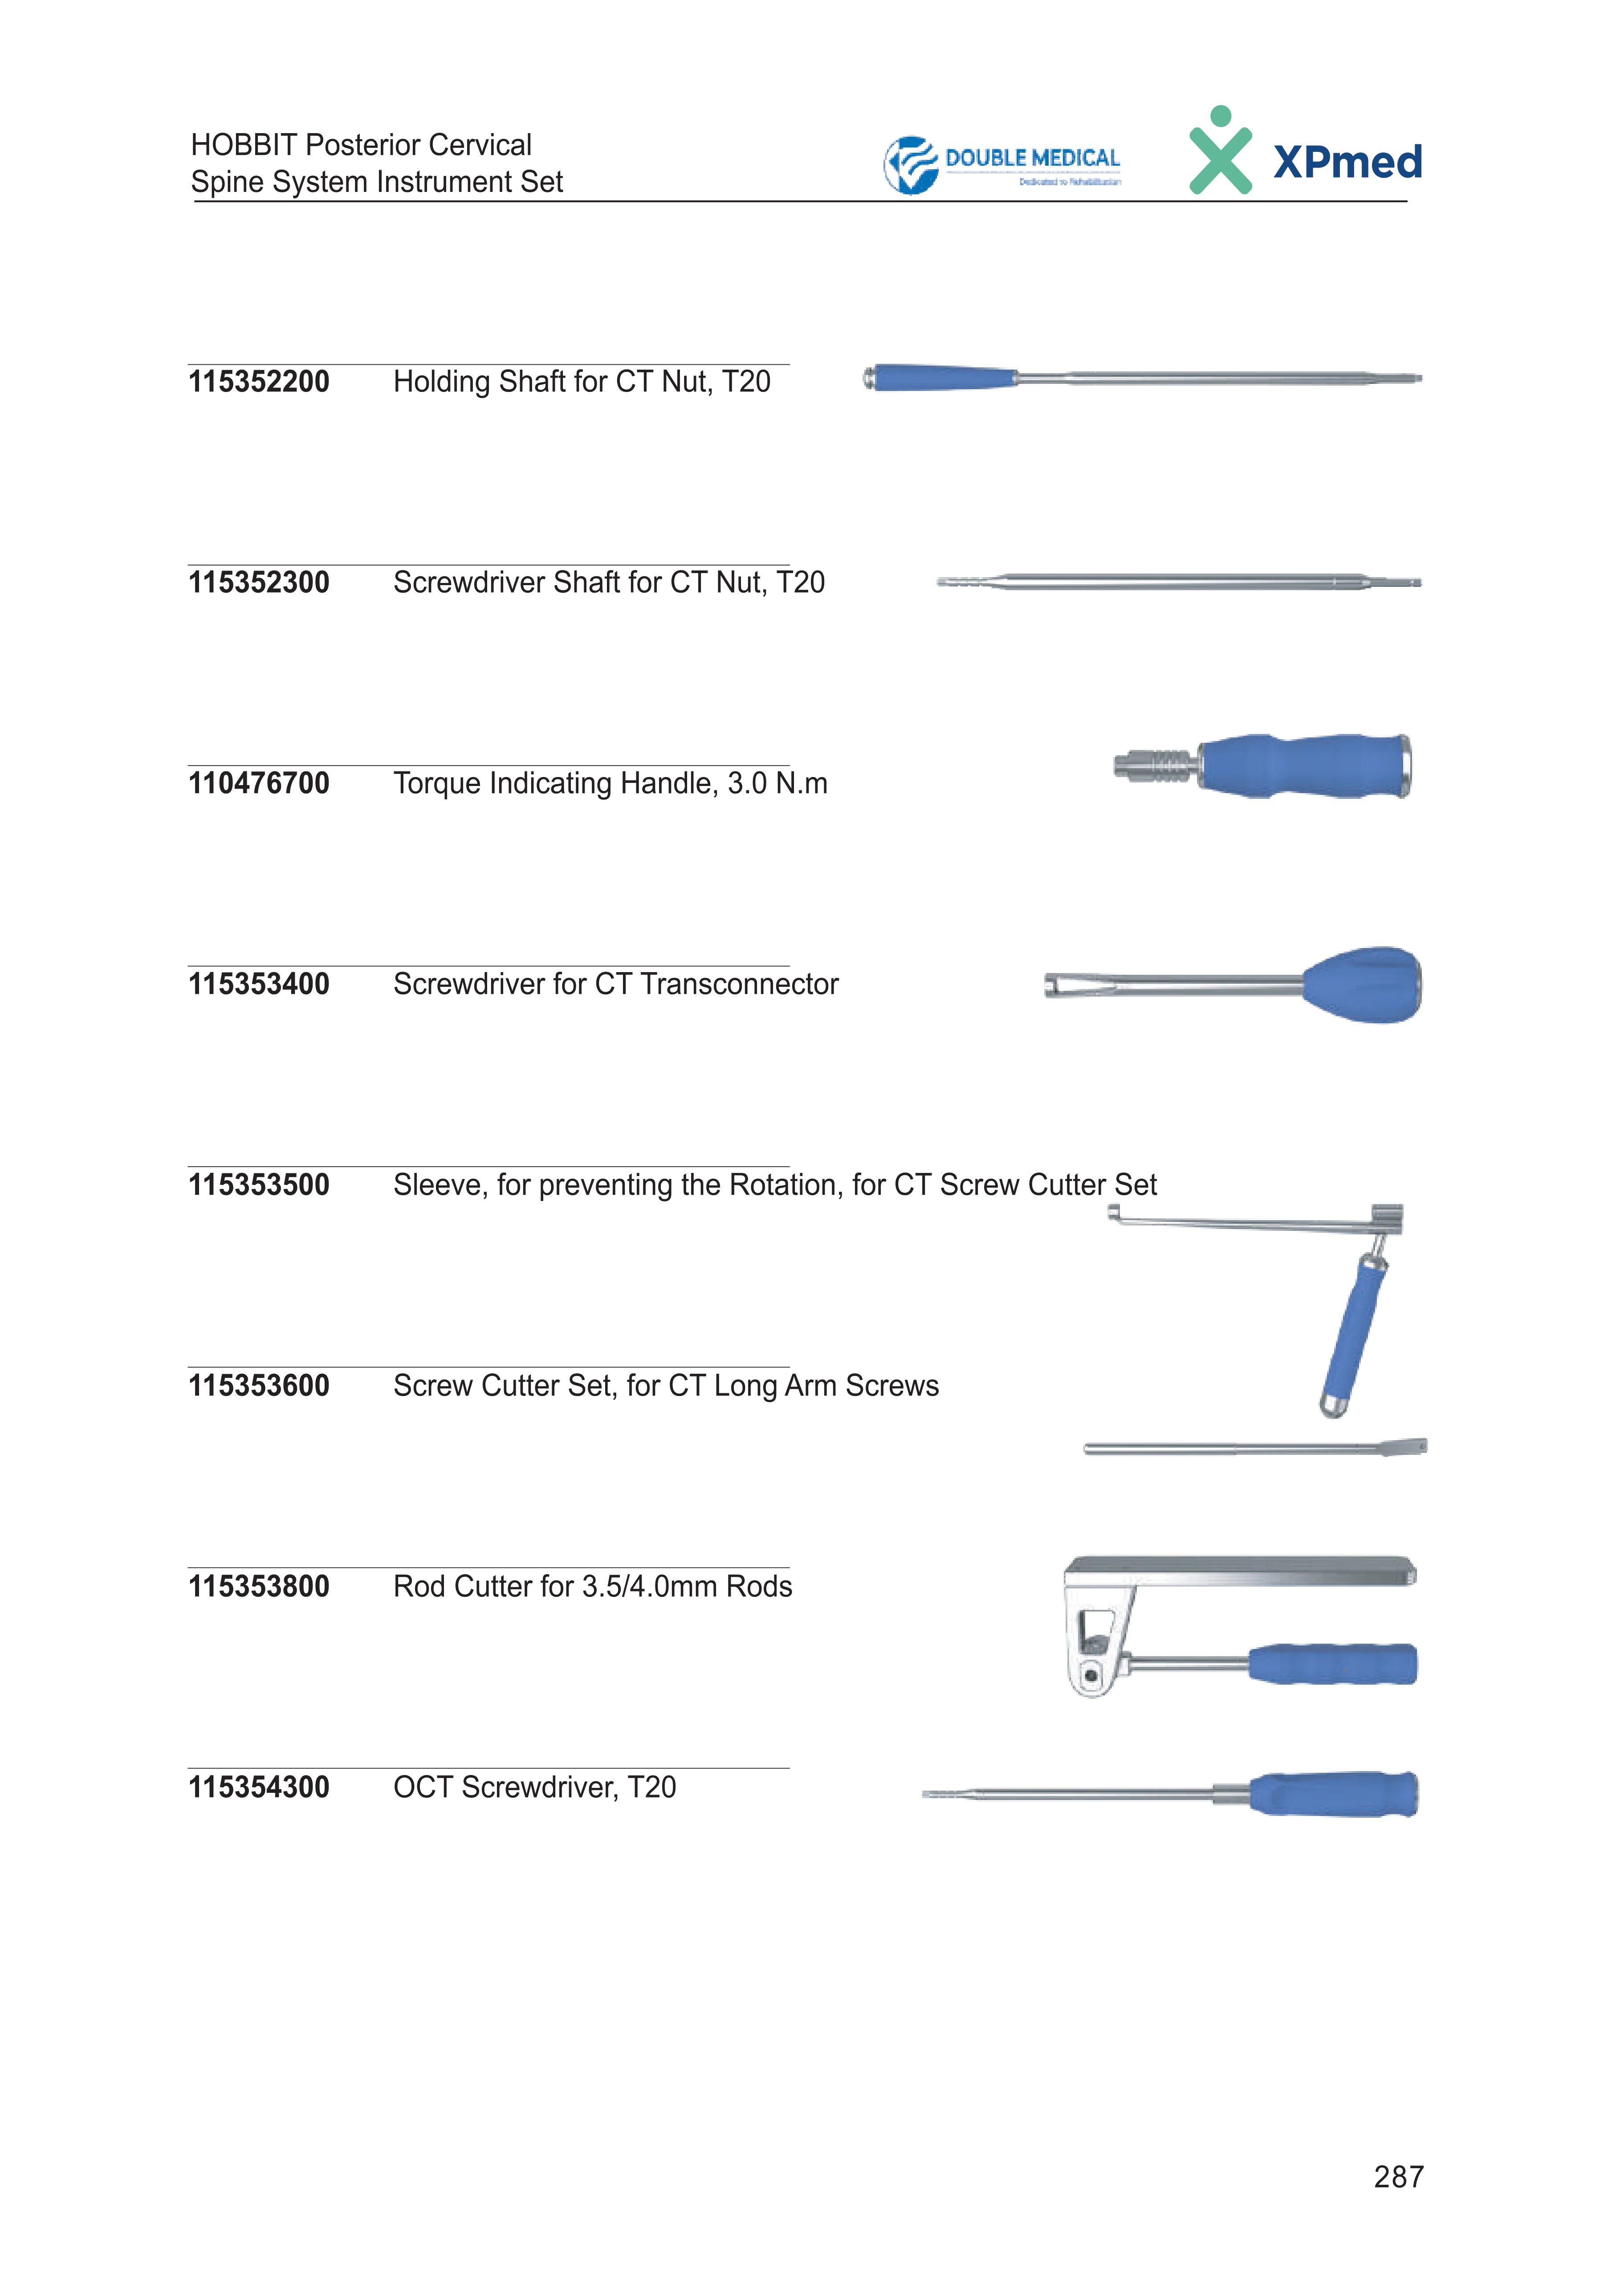 HOBBIT Posterior Cervical
Spine System Instrument Set
DOUBLE MEDICAL
Dedicated to Rehabilitation
XPmed
115352200 Holding Shaft for CT Nut, T20
115352300 Screwdriver Shaft for CT Nut, T20
110476700 Torque Indicating Handle, 3.0 N.m
115353400 Screwdriver for CT Transconnector
115353500 Sleeve, for preventing the Rotation, for CT Screw Cutter Set
115353600 Screw Cutter Set, for CT Long Arm Screws
115353800 Rod Cutter for 3.5/4.0mm Rods
115354300 OCT Screwdriver, T20
287